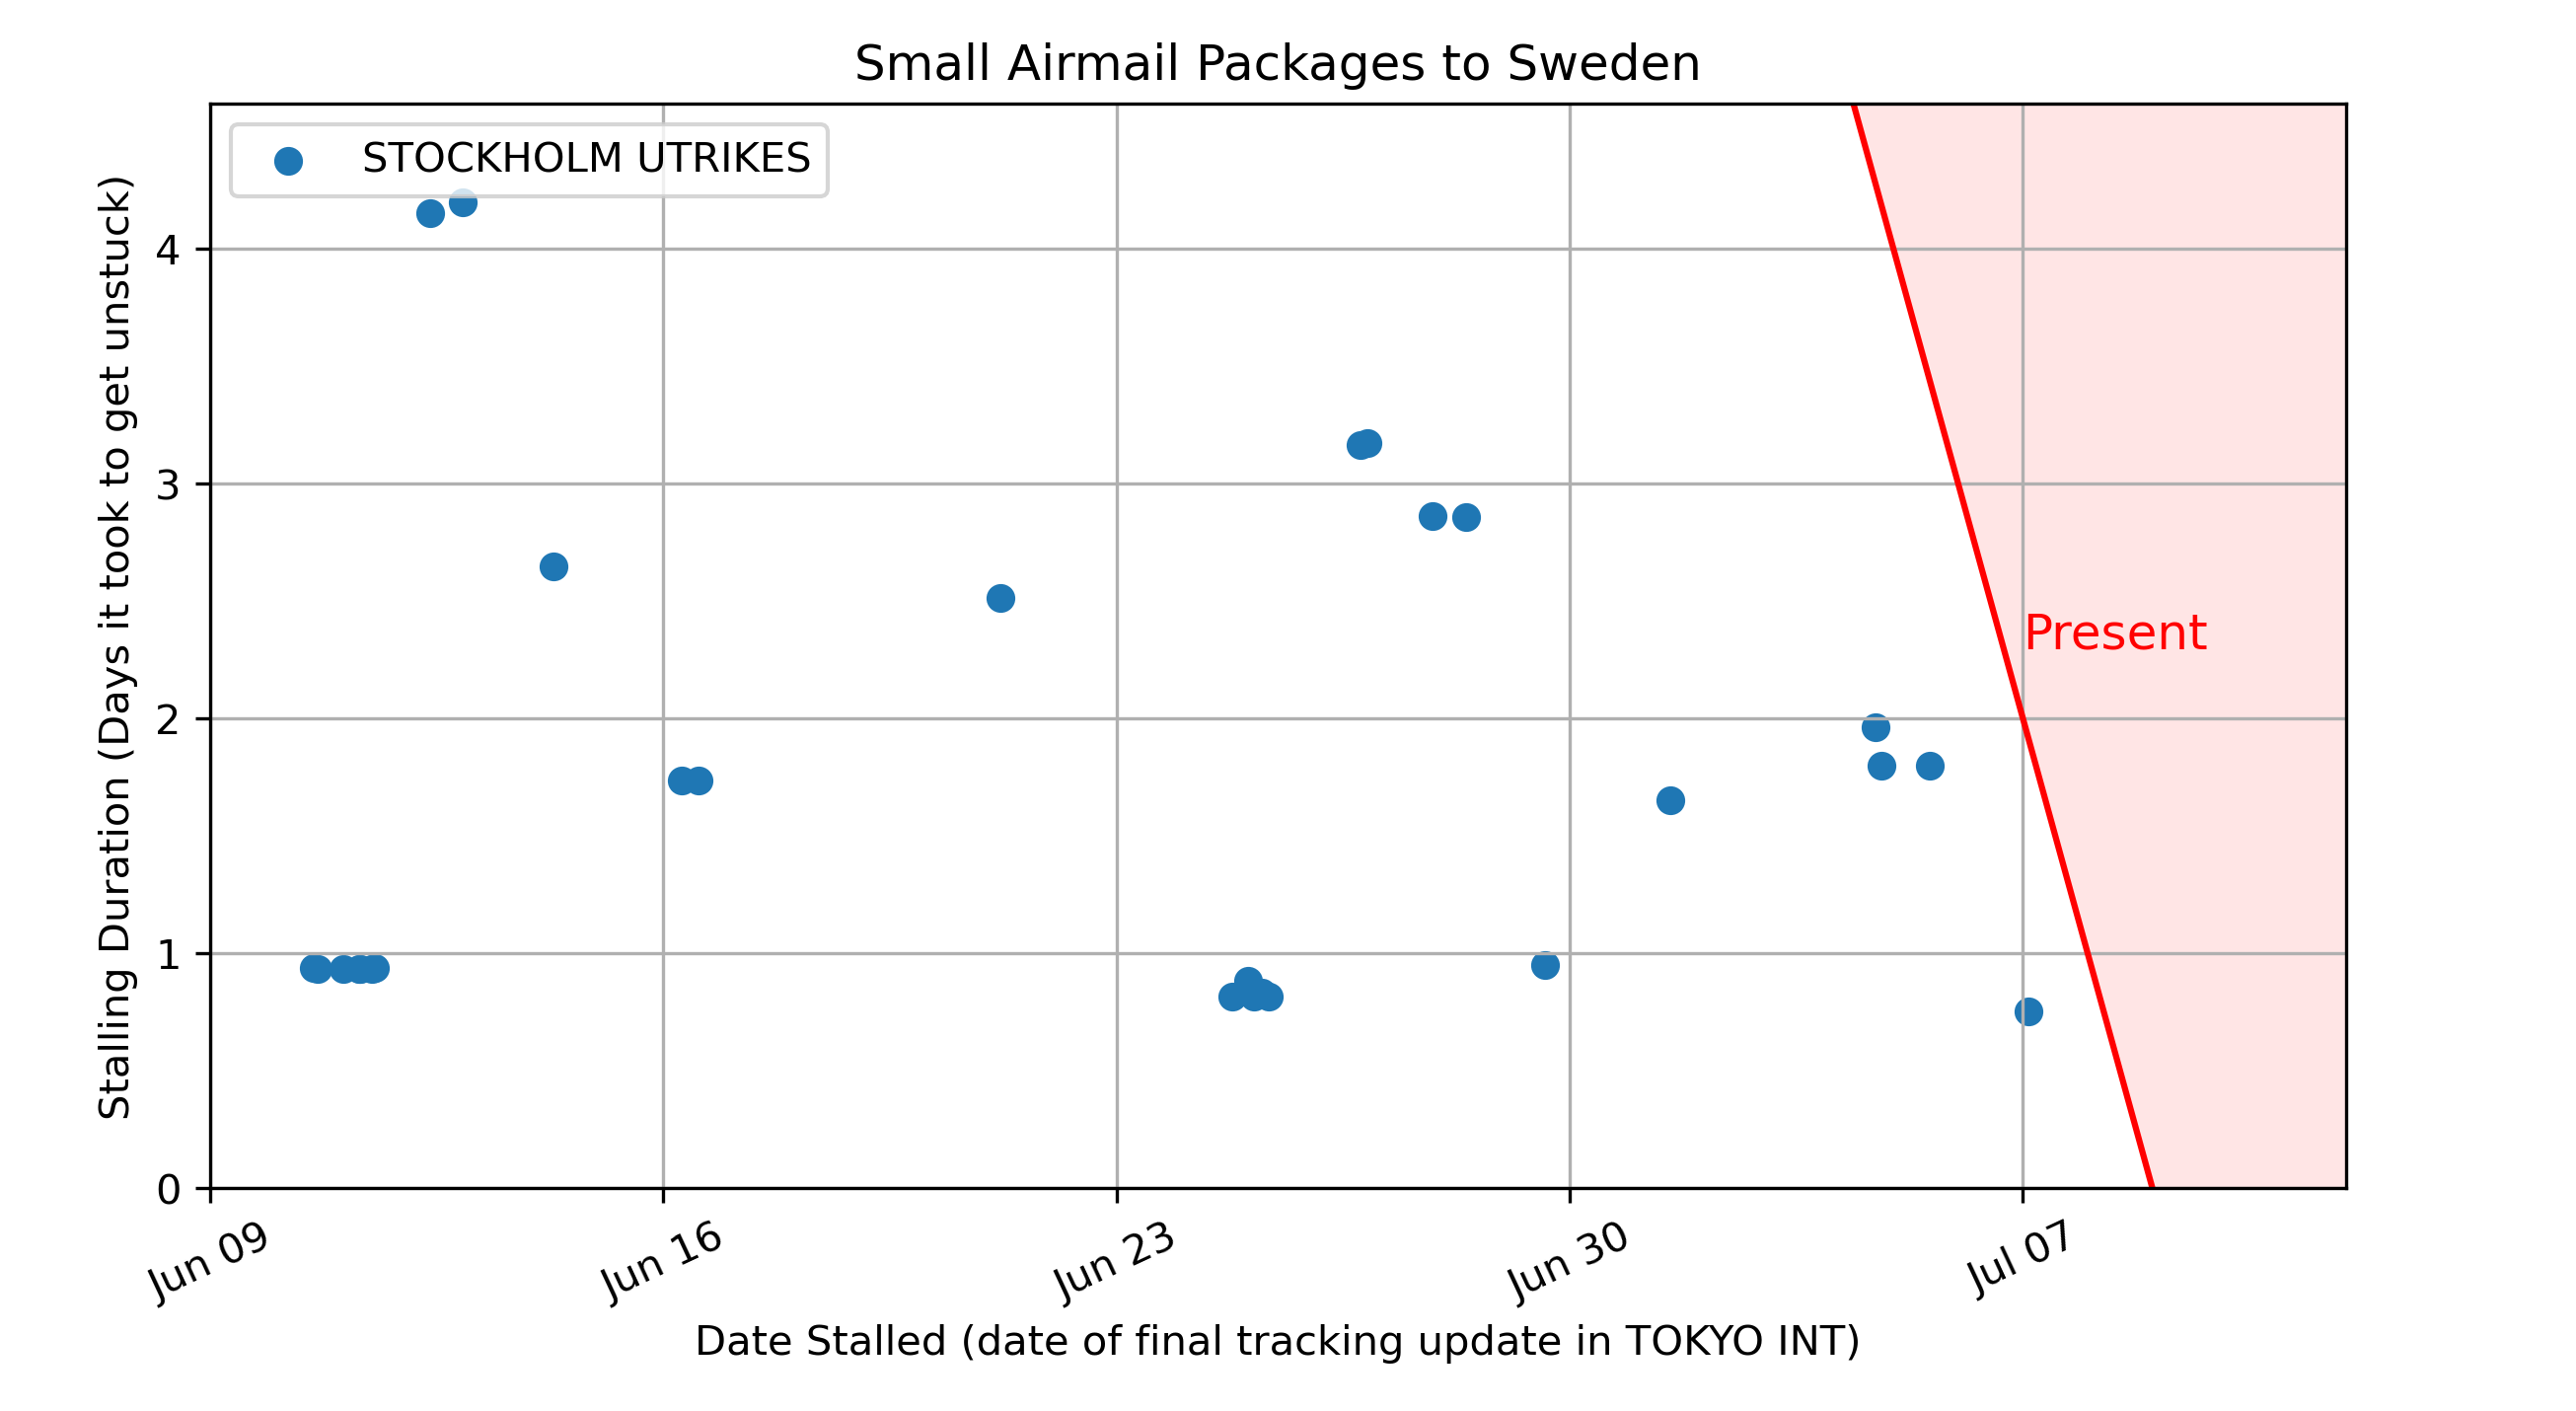 Small Airmail Packages to Sweden
STOCKHOLM UTRIKES
Stalling Duration (Days it took to get unstuck)
4
3
2
1
0
Present
Jun 09
Jun 16
Jun 23
Jun 30
Jul 07
Date Stalled (date of final tracking update in TOKYO INT)